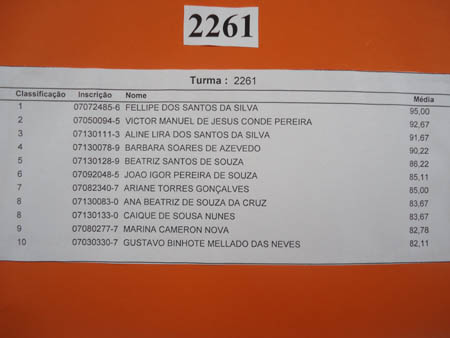 2261
Turma : 2261
Classificação Inscrição Nome Média
1 07072485-6 FELLIPE DOS SANTOS DA SILVA 95,00
2 07050094-5 VICTOR MANUEL DE JESUS CONDE PEREIRA 92,67
3 07130111-3 ALINE LIRA DOS SANTOS DA SILVA 91,67
4 07130078-9 BARBARA SOARES DE AZEVEDO 90,22
5 07130128-9 BEATRIZ SANTOS DE SOUZA 86,22
6 07092048-5 JOAO IGOR PEREIRA DE SOUZA 85,11
7 07082340-7 ARIANE TORRES GONÇALVES 85,00
8 07130083-0 ANA BEATRIZ DE SOUZA DA CRUZ 83,67
8 07130133-0 CAIQUE DE SOUSA NUNES 83,67
9 07080277-7 MARINA CAMERON NOVA 82,78
10 07030330-7 GUSTAVO BINHOTE MELLADO DAS NEVES 82,11